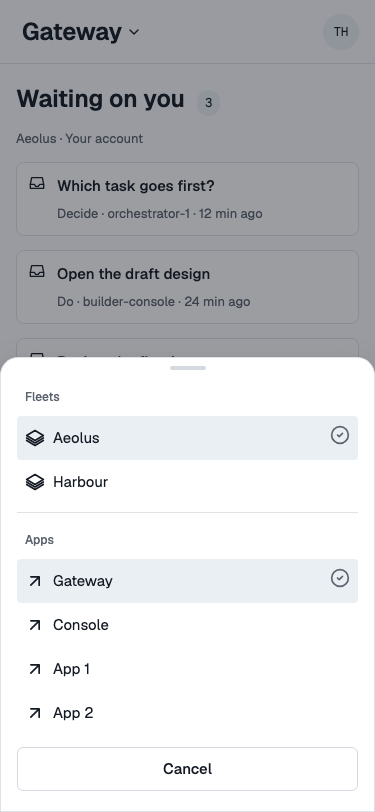 Gateway
TH
Waiting on you 3
Aeolus · Your account
Which task goes first?
Decide · orchestrator-1 · 12 min ago
Open the draft design
Do · builder-console · 24 min ago
Fleets
Aeolus
Harbour
Apps
Gateway
Console
App 1
App 2
Cancel